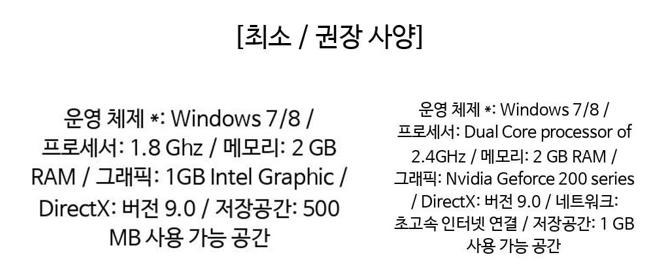 [최소 / 권장 사양]
운영 체제 *: Windows 7/8 /
프로세서: 1.8 Ghz / 메모리: 2 GB
RAM / 그래픽: 1GB Intel Graphic /
DirectX: 버전 9.0 / 저장공간: 500
MB 사용 가능 공간
운영 체제 *: Windows 7/8 /
프로세서: Dual Core processor of
2.4GHz / 메모리: 2 GB RAM /
그래픽: Nvidia Geforce 200 series
/ DirectX: 버전 9.0 / 네트워크:
초고속 인터넷 연결 / 저장공간: 1 GB
사용 가능 공간